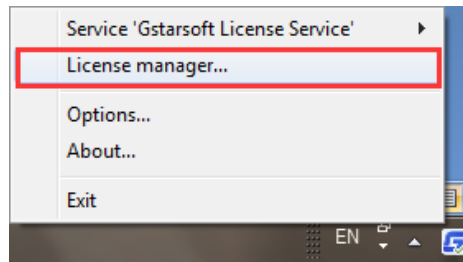 Service 'Gstarsoft License Service'
License manager...
Options...
About...
Exit
EN